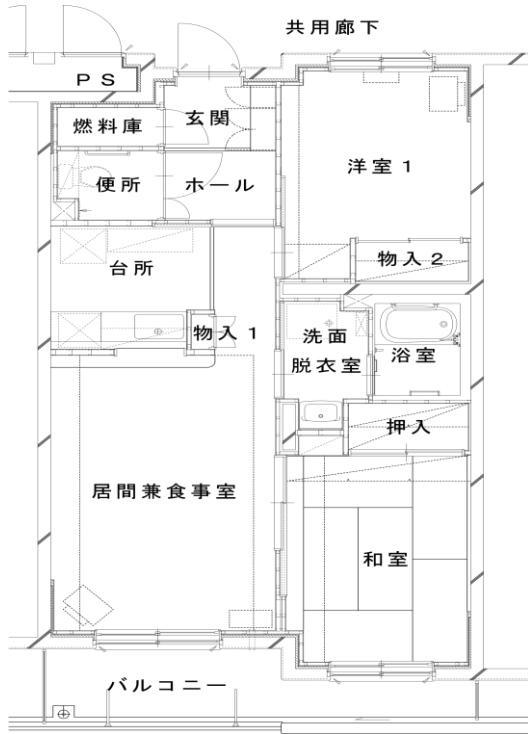 共用廊下
PS
燃料庫
玄関
便所
ホール
洋室1
台所
物入2
物入1
洗面
脱衣室
浴室
押入
居間兼食事室
和室
バルコニー